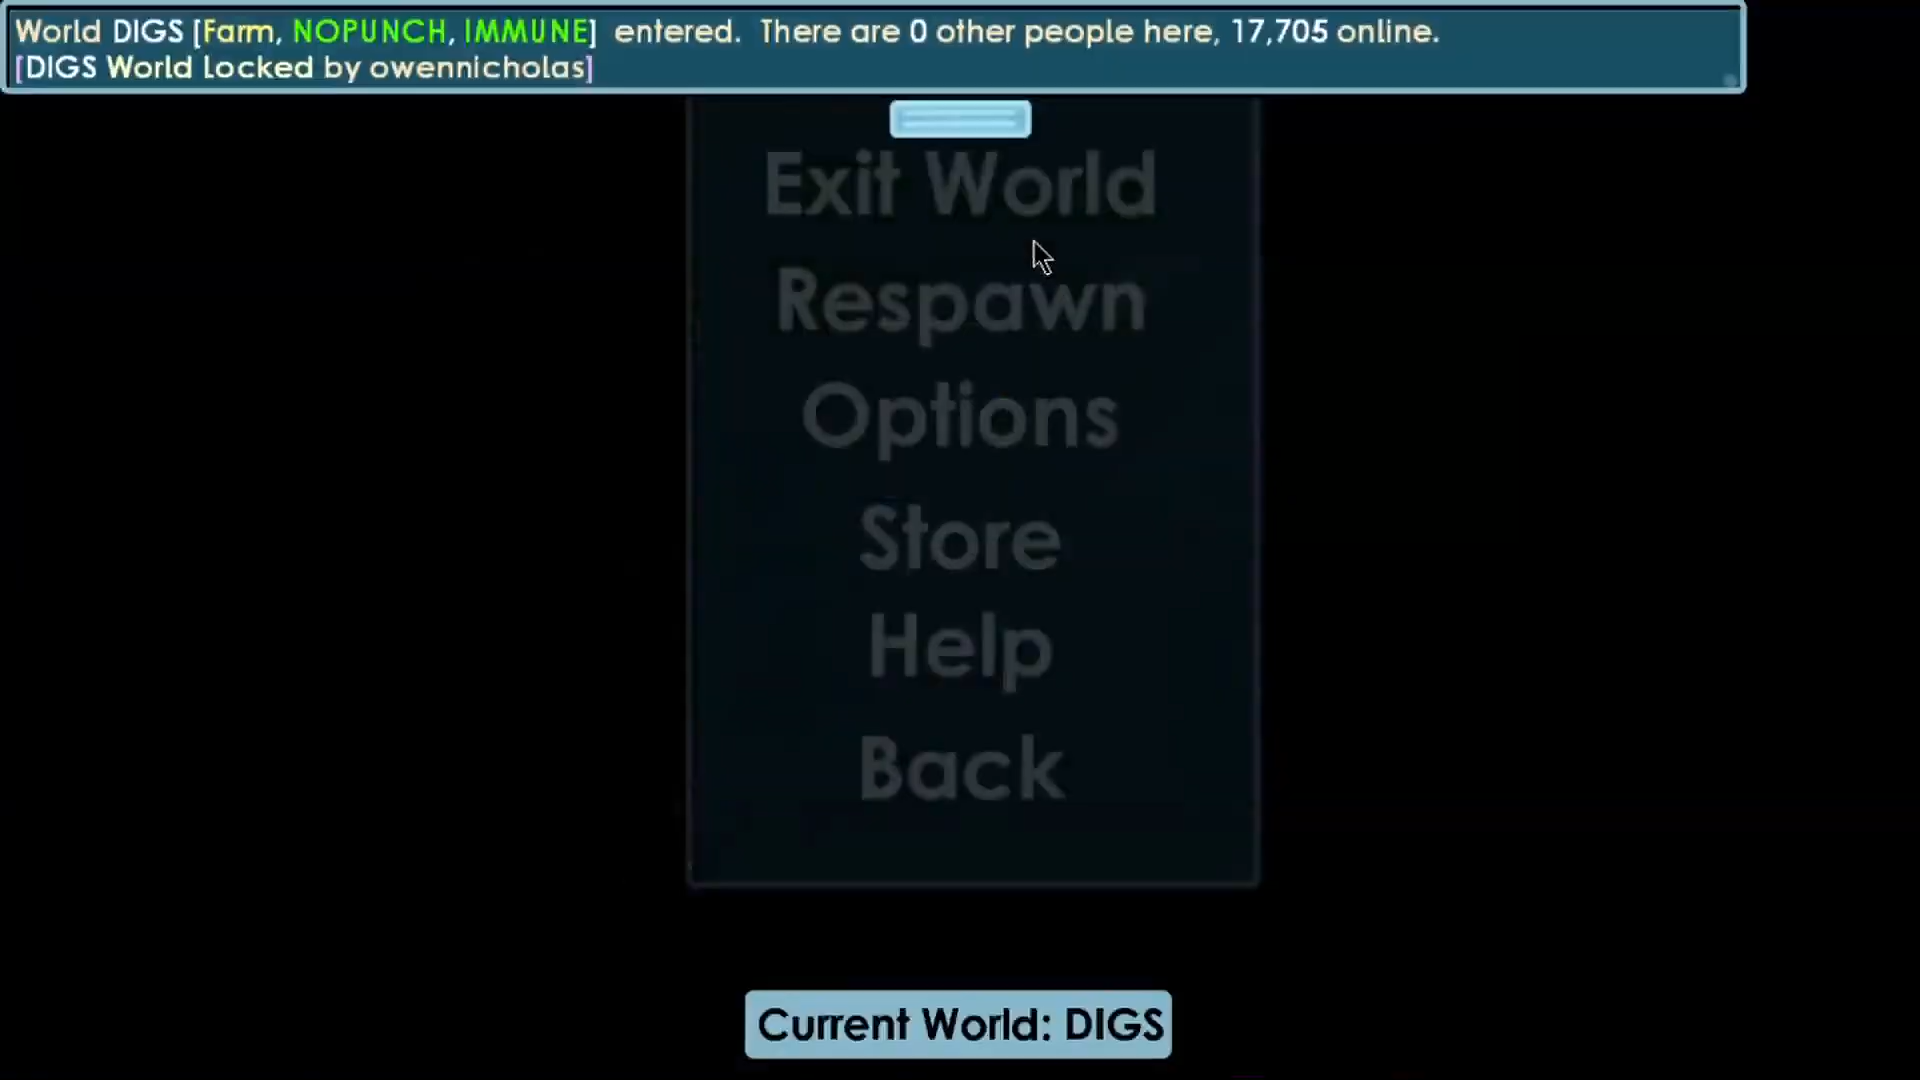 World DIGS [Farm, NOPUNCH, IMMUNE] entered. There are 0 other people here, 17,705 online.
[DIGS World Locked by owennicholas]
Exit World
Respawn
Options
Store
Help
Back
Current World: DIGS